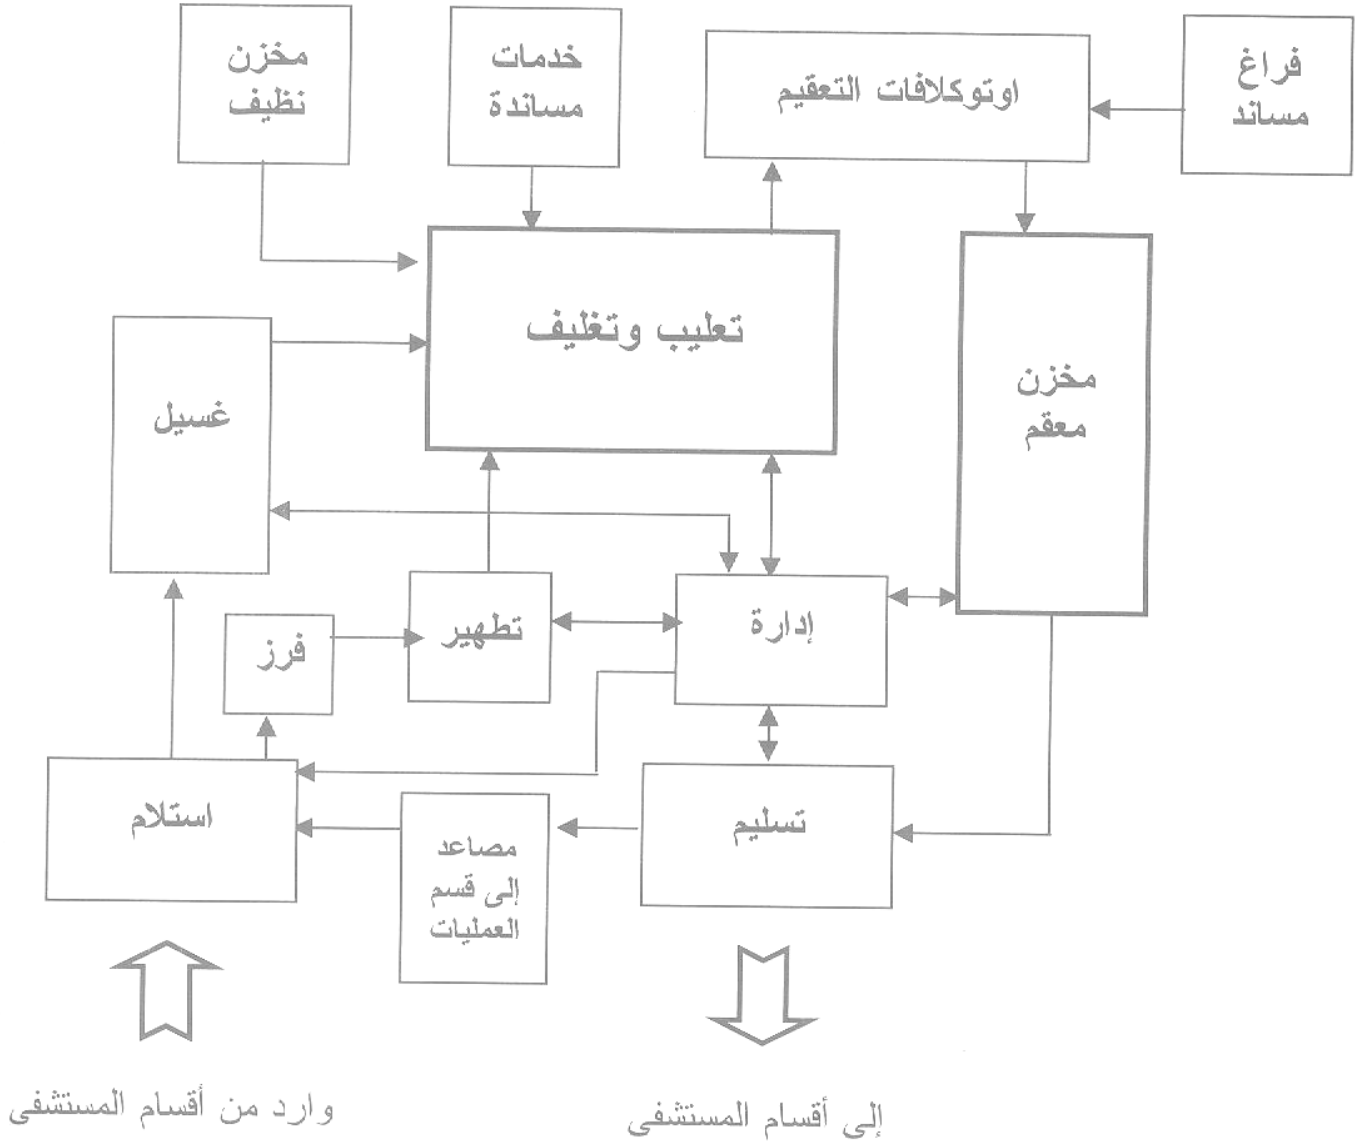 فراغ
مساند
اوتوكلافات التعقيم
خدمات
مساندة
مخزن
نظيف
تعليب وتغليف
مخزن
معقم
غسيل
إدارة
تطهير
فرز
تسليم
مصاعد
إلى قسم
العمليات
استلام
إلى أقسام المستشفى
وارد من أقسام المستشفى